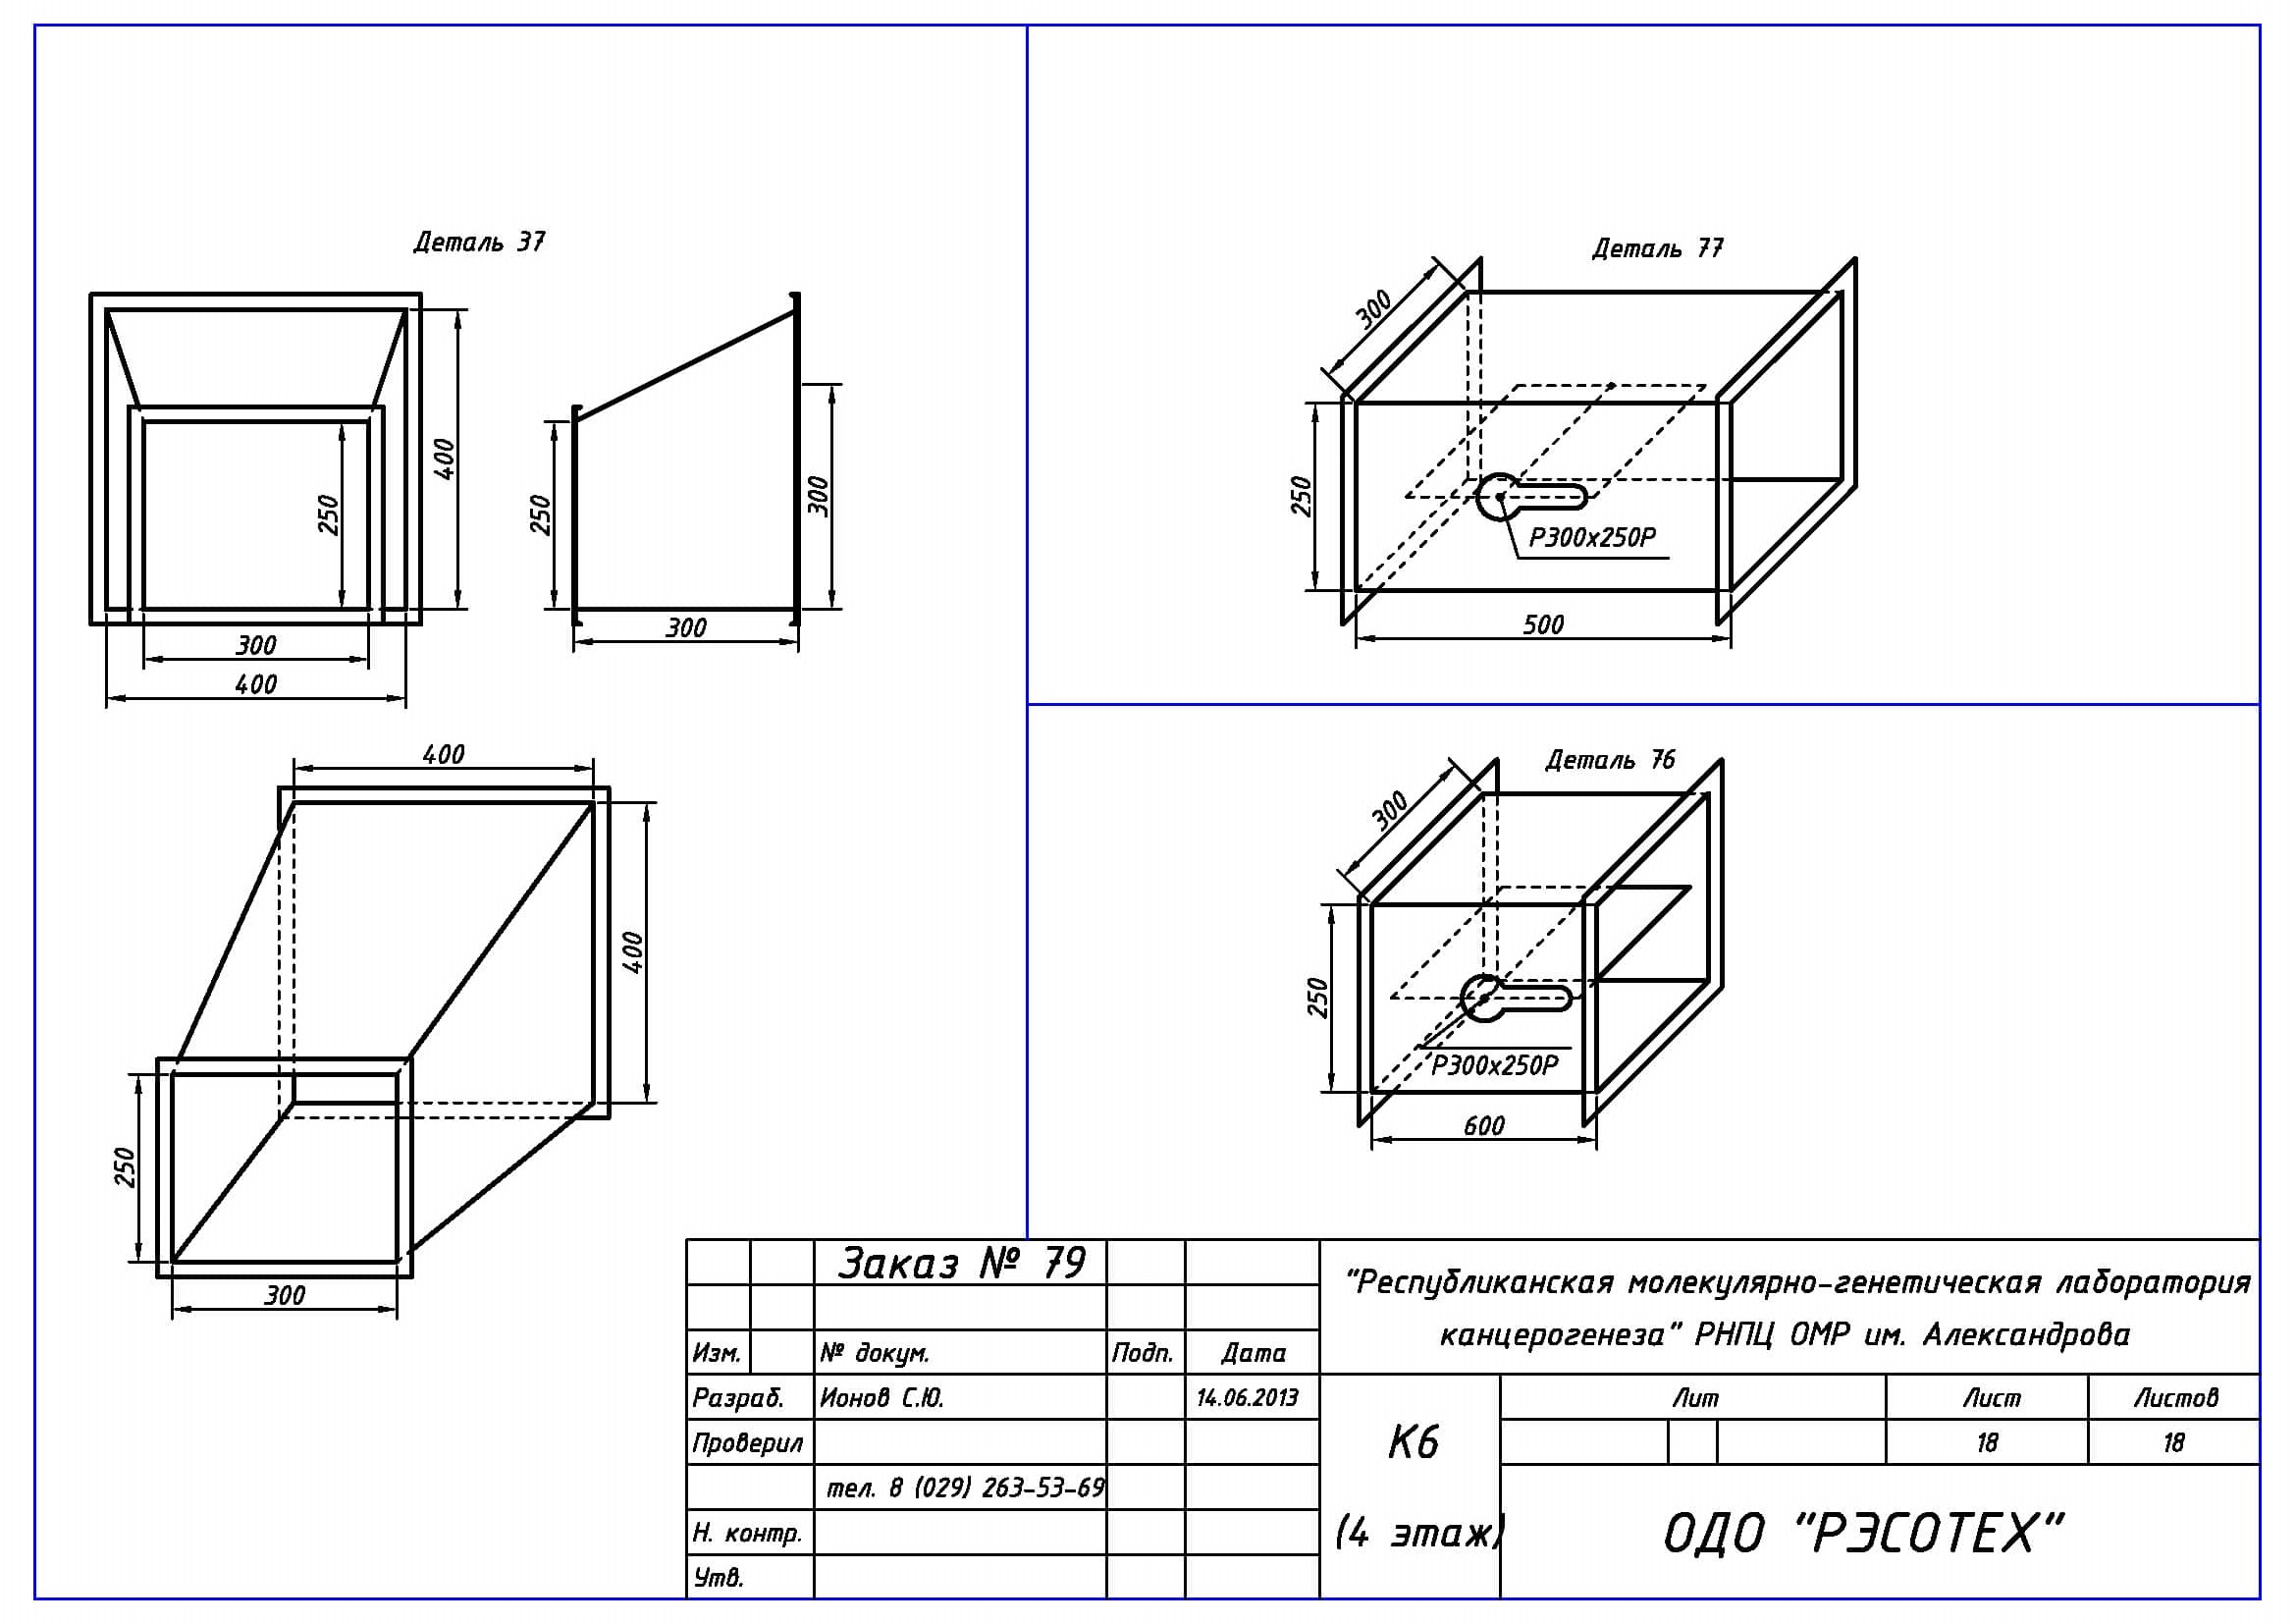 Деталь 37
400
250
300
400
250
300
300
400
400
250
300
Деталь 77
300
250
P300x250P
500
Деталь 76
300
250
P300x250P
600
Заказ № 79
Изм.
№ докум.
Подп.
Дата
Разраб.
Ионов С.Ю.
14.06.2013
Проверил
тел. 8 (029) 263-53-69
Н. контр.
Утв.
"Республиканская молекулярно-генетическая лаборатория
канцерогенеза" РНПЦ ОМР им. Александрова
К6
(4 этаж)
Лит
Лист
Листов
18
18
ОДО "РЭСОТЕХ"